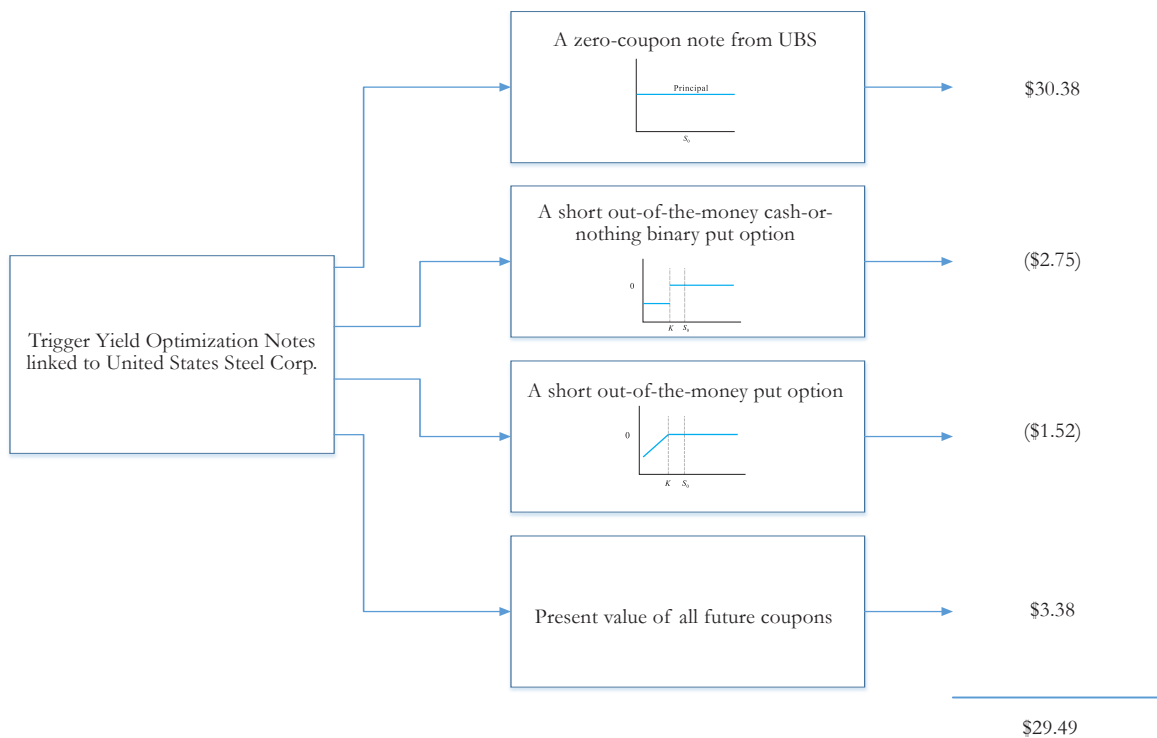 A zero-coupon note from UBS
Principal
S0
$30.38
A short out-of-the-money cash-or-
nothing binary put option
0
K S0
($2.75)
Trigger Yield Optimization Notes
linked to United States Steel Corp.
A short out-of-the-money put option
0
K S0
($1.52)
Present value of all future coupons
$3.38
$29.49